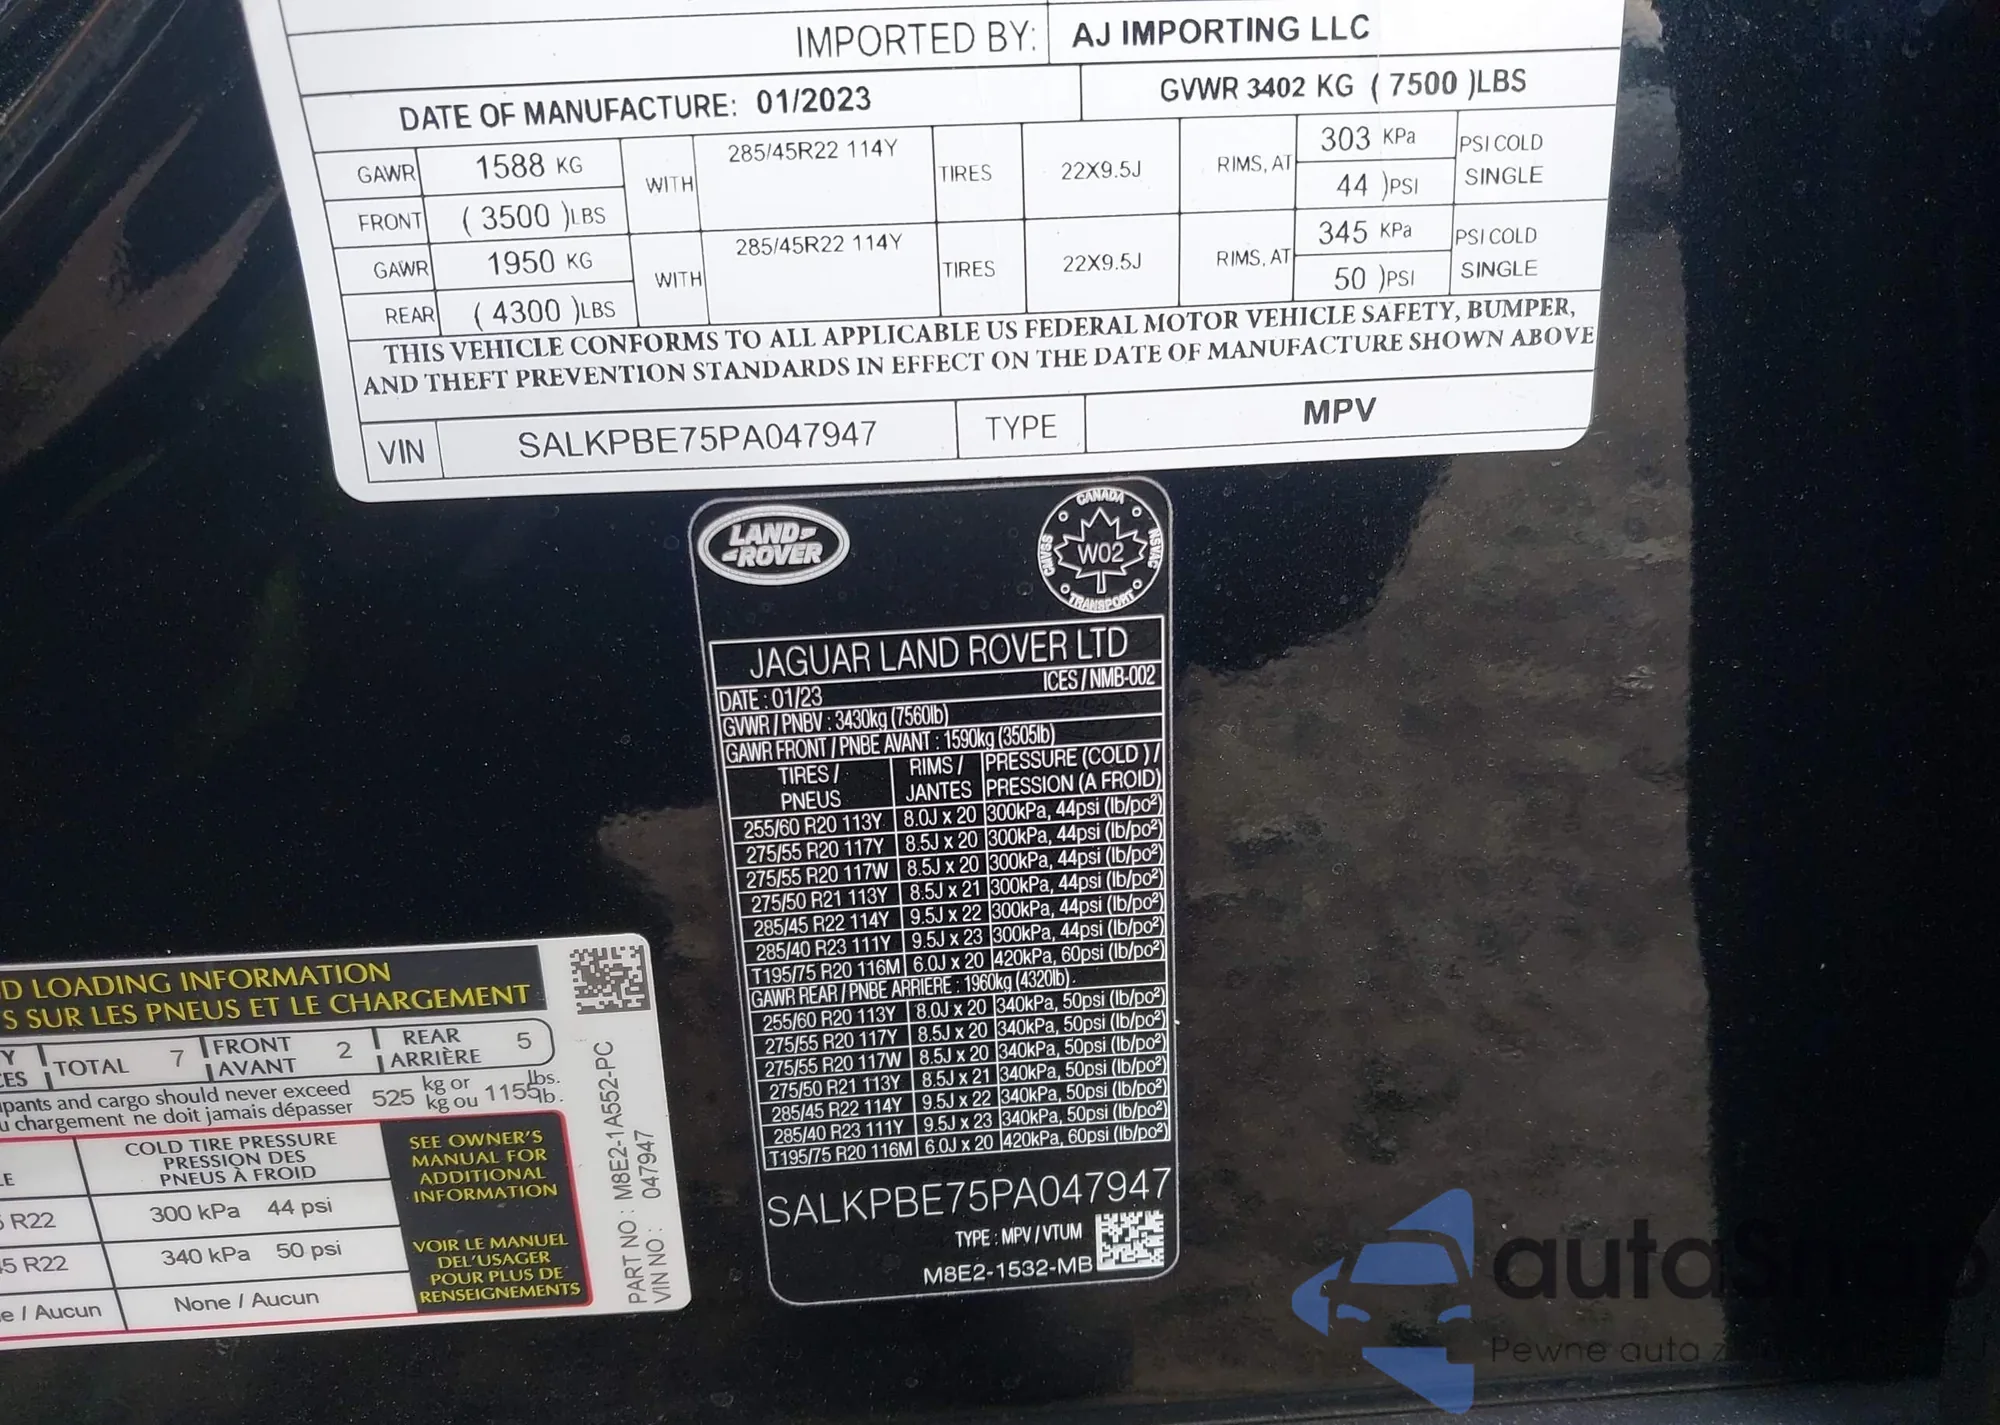 IMPORTED BY: AJ IMPORTING LLC
DATE OF MANUFACTURE: 01/2023 GVWR 3402 KG ( 7500 )LBS
GAWR 1588 KG WITH 285/45R22 114Y TIRES 22X9.5J RIMS, AT 303 KPa PSI COLD
FRONT ( 3500 )LBS 44 )PSI SINGLE
GAWR 1950 KG WITH 285/45R22 114Y TIRES 22X9.5J RIMS, AT 345 KPa PSI COLD
REAR ( 4300 )LBS 50 )PSI SINGLE
THIS VEHICLE CONFORMS TO ALL APPLICABLE US FEDERAL MOTOR VEHICLE SAFETY, BUMPER,
AND THEFT PREVENTION STANDARDS IN EFFECT ON THE DATE OF MANUFACTURE SHOWN ABOVE
VIN SALKPBE75PA047947 TYPE MPV
LAND
ROVER
CANADA
CMVSS W02 NSVAC
TRANSPORT
JAGUAR LAND ROVER LTD
DATE : 01/23 ICES / NMB-002
GVWR / PNBV : 3430kg (7560lb)
GAWR FRONT / PNBE AVANT : 1590kg (3505lb)
TIRES / RIMS / PRESSURE (COLD ) /
PNEUS JANTES PRESSION (A FROID)
255/60 R20 113Y 8.0J x 20 300kPa, 44psi (lb/po²)
275/55 R20 117Y 8.5J x 20 300kPa, 44psi (lb/po²)
275/55 R20 117W 8.5J x 20 300kPa, 44psi (lb/po²)
275/50 R21 113Y 8.5J x 21 300kPa, 44psi (lb/po²)
285/45 R22 114Y 9.5J x 22 300kPa, 44psi (lb/po²)
285/40 R23 111Y 9.5J x 23 300kPa, 44psi (lb/po²)
T195/75 R20 116M 6.0J x 20 420kPa, 60psi (lb/po²)
GAWR REAR / PNBE ARRIERE : 1960kg (4320lb)
255/60 R20 113Y 8.0J x 20 340kPa, 50psi (lb/po²)
275/55 R20 117Y 8.5J x 20 340kPa, 50psi (lb/po²)
275/55 R20 117W 8.5J x 20 340kPa, 50psi (lb/po²)
275/50 R21 113Y 8.5J x 21 340kPa, 50psi (lb/po²)
285/45 R22 114Y 9.5J x 22 340kPa, 50psi (lb/po²)
285/40 R23 111Y 9.5J x 23 340kPa, 50psi (lb/po²)
T195/75 R20 116M 6.0J x 20 420kPa, 60psi (lb/po²)
SALKPBE75PA047947
TYPE : MPV / VTUM
M8E2-1532-MB
D LOADING INFORMATION
S SUR LES PNEUS ET LE CHARGEMENT
Y TOTAL 7 FRONT 2 REAR 5
CES AVANT ARRIÈRE
pants and cargo should never exceed 525 kg or 1155 lbs.
u chargement ne doit jamais dépasser kg ou lb.
COLD TIRE PRESSURE
PRESSION DES
PNEUS À FROID
R22 300 kPa 44 psi
5 R22 340 kPa 50 psi
e / Aucun None / Aucun
SEE OWNER'S
MANUAL FOR
ADDITIONAL
INFORMATION
VOIR LE MANUEL
DEL'USAGER
POUR PLUS DE
RENSEIGNEMENTS
PART NO : M8E2-1A552-PC
VIN NO : 047947
Pewne auto